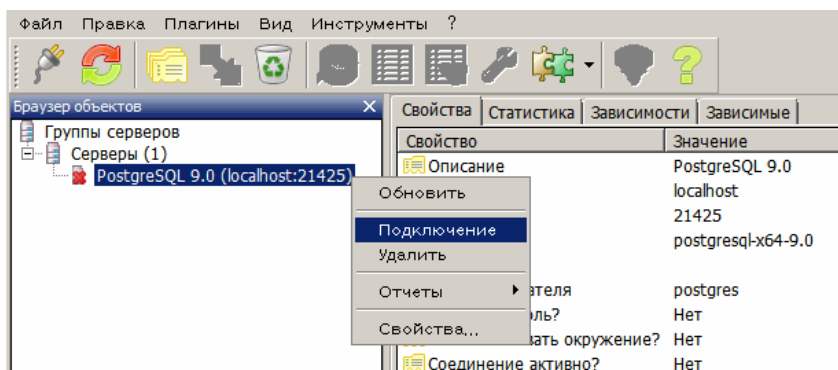 Файл Правка Плагины Вид Инструменты ?
Браузер объектов
Группы серверов
Серверы (1)
PostgreSQL 9.0 (localhost:21425)
Обновить
Подключение
Удалить
Отчеты
Свойства...
Свойства Статистика Зависимости Зависимые
Свойство Значение
Описание PostgreSQL 9.0
localhost
21425
postgresql-x64-9.0
ателя postgres
оль? Нет
вать окружение? Нет
Соединение активно? Нет